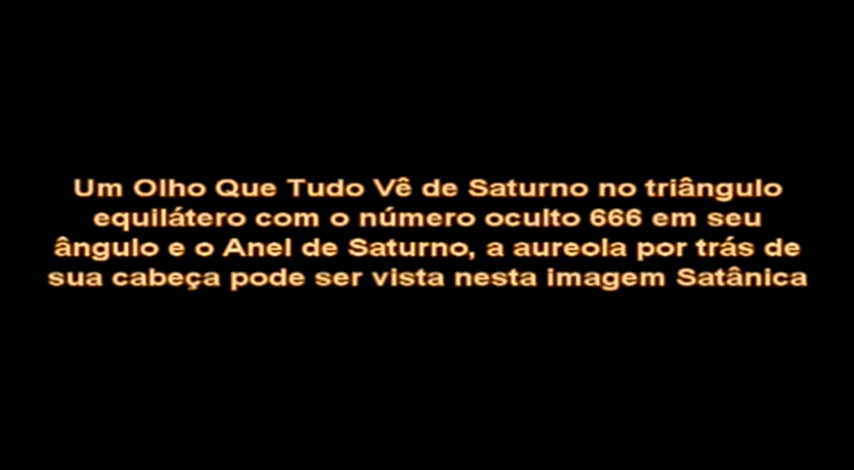 Um Olho Que Tudo Vê de Saturno no triângulo
equilátero com o número oculto 666 em seu
ângulo e o Anel de Saturno, a aureola por trás de
sua cabeça pode ser vista nesta imagem Satânica